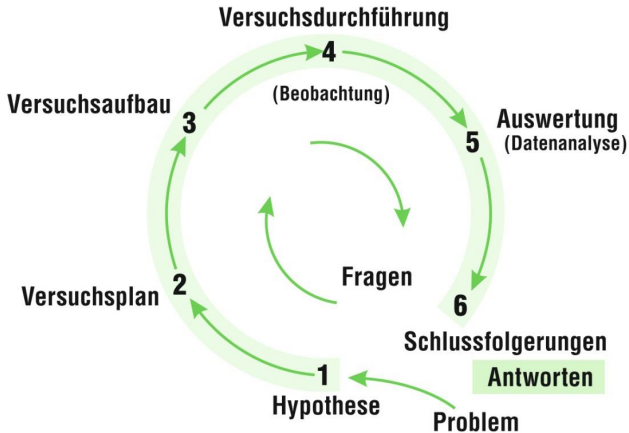 Versuchsdurchführung
4
(Beobachtung)
Versuchsaufbau
3
Auswertung
5
(Datenanalyse)
Fragen
Versuchsplan
2
6
Schlussfolgerungen
Antworten
1
Hypothese
Problem